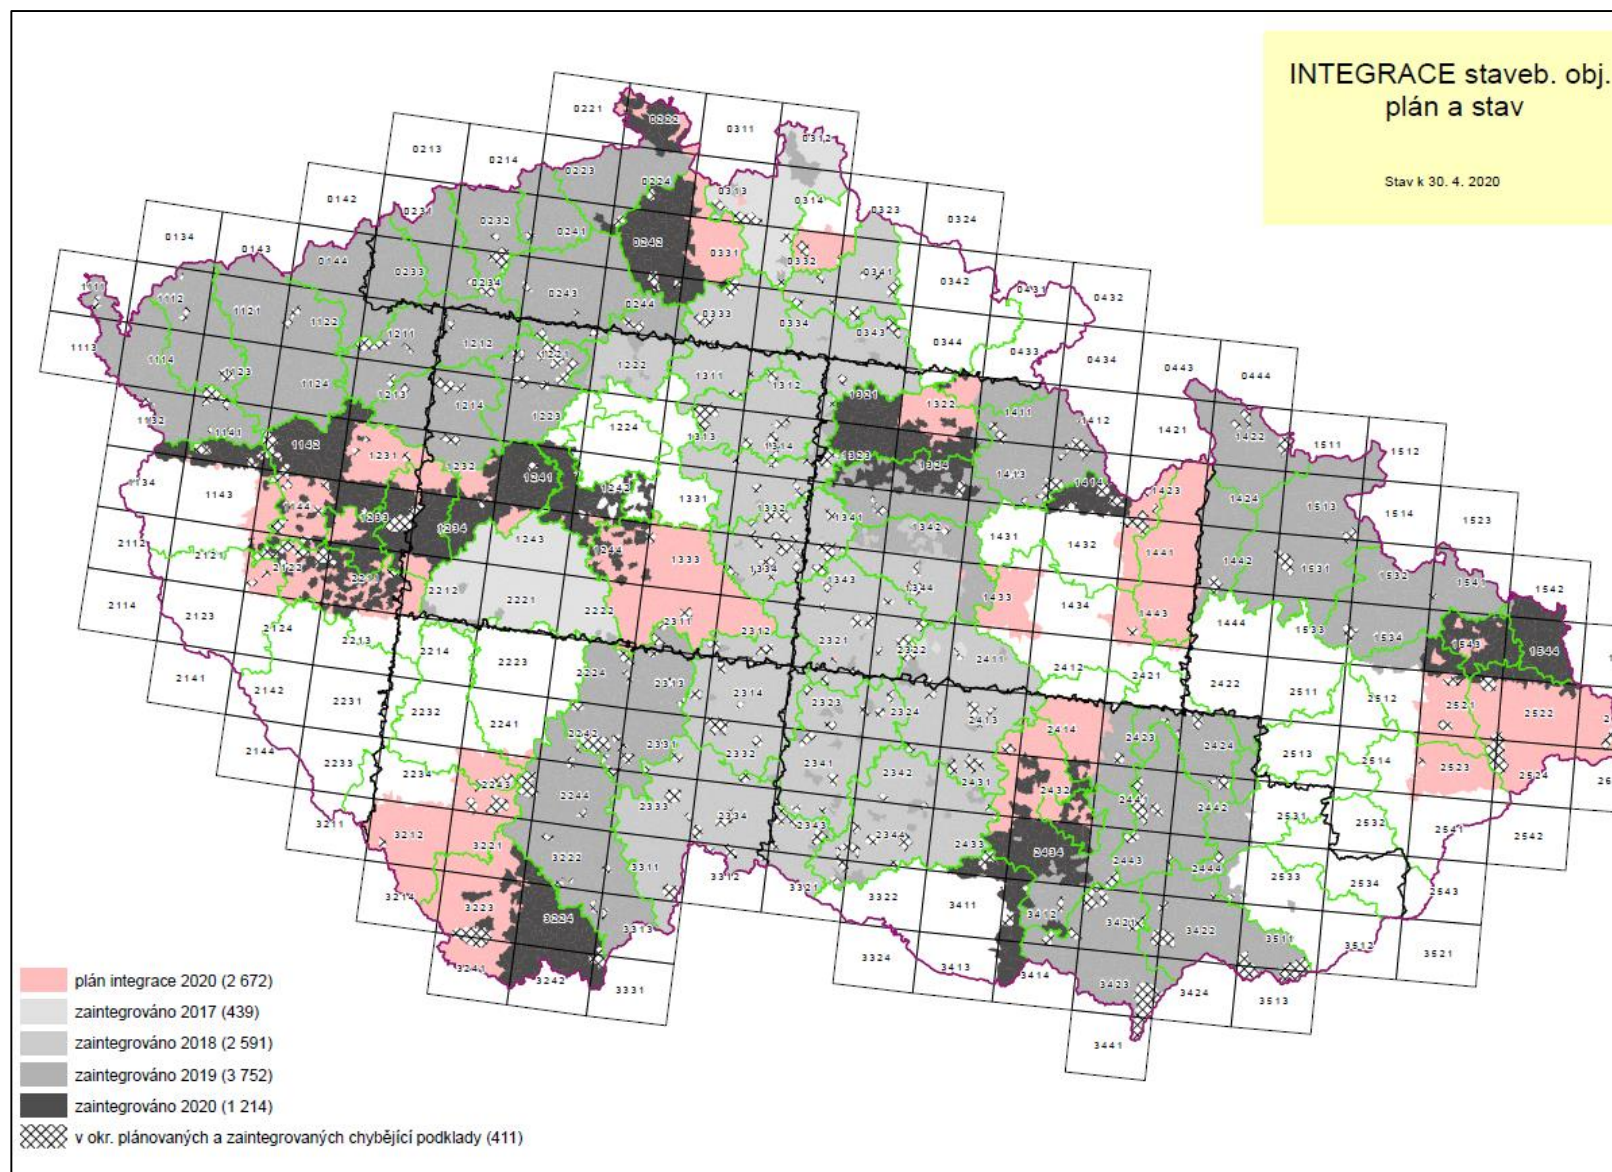 INTEGRACE staveb. obj.
plán a stav
Stav k 30. 4. 2020
0221 0222 0311 0312
0213 0214 0223 0224 0313 0314 0323 0324
0142 0231 0232 0241 0242 0331 0332 0341 0342 0431 0432
0134 0143 0144 0233 0234 0243 0244 0333 0334 0343 0344 0433 0434 0443 0444
1111 1112 1121 1122 1211 1212 1221 1222 1311 1312 1321 1322 1411 1412 1421 1422 1511 1512
1113 1114 1123 1124 1213 1214 1223 1224 1313 1314 1323 1324 1413 1414 1423 1424 1513 1514 1523
1132 1141 1142 1231 1232 1241 1242 1331 1332 1341 1342 1431 1432 1441 1442 1531 1532 1541 1542
1134 1143 1233 1234 1243 1244 1333 1334 1343 1344 1433 1434 1443 1444 1533 1534 1543 1544
2112 2121 2122 2212 2221 2222 2311 2312 2321 2322 2411 2412 2421 2422 2511 2512 2521 2522
2114 2123 2124 2213 2214 2223 2224 2313 2314 2323 2324 2413 2414 2423 2424 2513 2514 2523 2524
2141 2142 2231 2232 2241 2242 2331 2332 2341 2342 2431 2432 2441 2442 2531 2532 2541 2542
2144 2233 2234 2243 2244 2333 2334 2343 2344 2433 2434 2443 2444 2533 2534 2543
3211 3212 3221 3222 3311 3312 3321 3322 3411 3412 3421 3422 3511 3512 3521
3214 3223 3224 3313 3324 3413 3414 3423 3424 3513
3241 3242 3331 3441
plán integrace 2020 (2 672)
zaintegrováno 2017 (439)
zaintegrováno 2018 (2 591)
zaintegrováno 2019 (3 752)
zaintegrováno 2020 (1 214)
v okr. plánovaných a zaintegrovaných chybějící podklady (411)